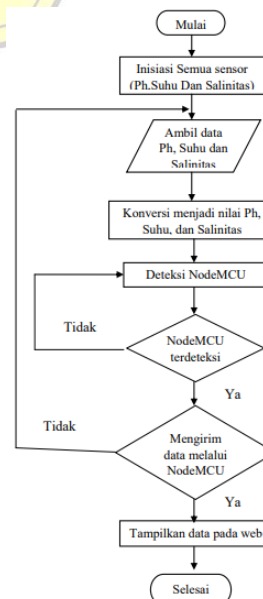 Mulai
Inisiasi Semua sensor
(Ph.Suhu Dan Salinitas)
Ambil data
Ph, Suhu dan
Salinitas
Konversi menjadi nilai Ph,
Suhu, dan Salinitas
Deteksi NodeMCU
Tidak
NodeMCU
terdeteksi
Ya
Tidak
Mengirim
data melalui
NodeMCU
Ya
Tampilkan data pada web
Selesai